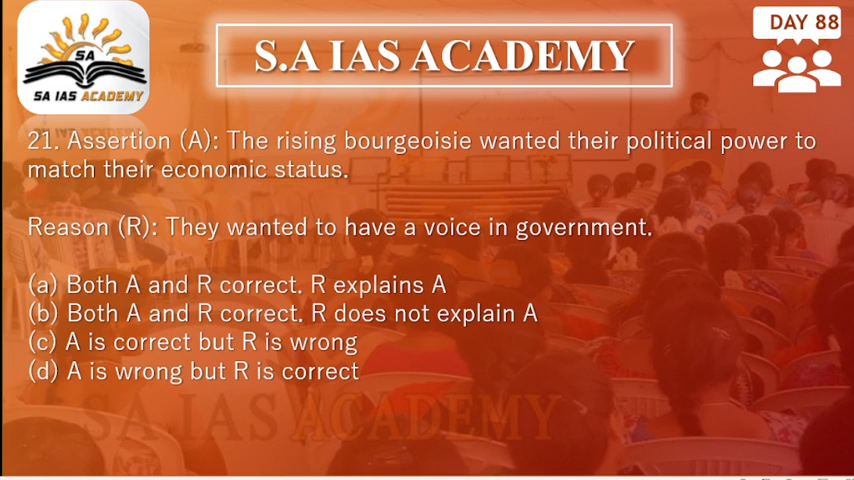 SA
SA IAS ACADEMY
S.A IAS ACADEMY
DAY 88
21. Assertion (A): The rising bourgeoisie wanted their political power to
match their economic status.
Reason (R): They wanted to have a voice in government.
(a) Both A and R correct. R explains A
(b) Both A and R correct. R does not explain A
(c) A is correct but R is wrong
(d) A is wrong but R is correct
SA IAS ACADEMY